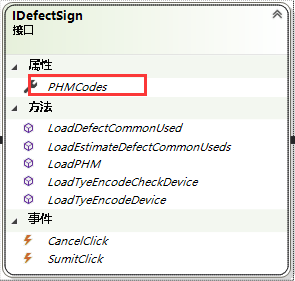 IDefectSign
接口
属性
PHMCodes
方法
LoadDefectCommonUsed
LoadEstimateDefectCommonUseds
LoadPHM
LoadTyeEncodeCheckDevice
LoadTyeEncodeDevice
事件
CancelClick
SumitClick